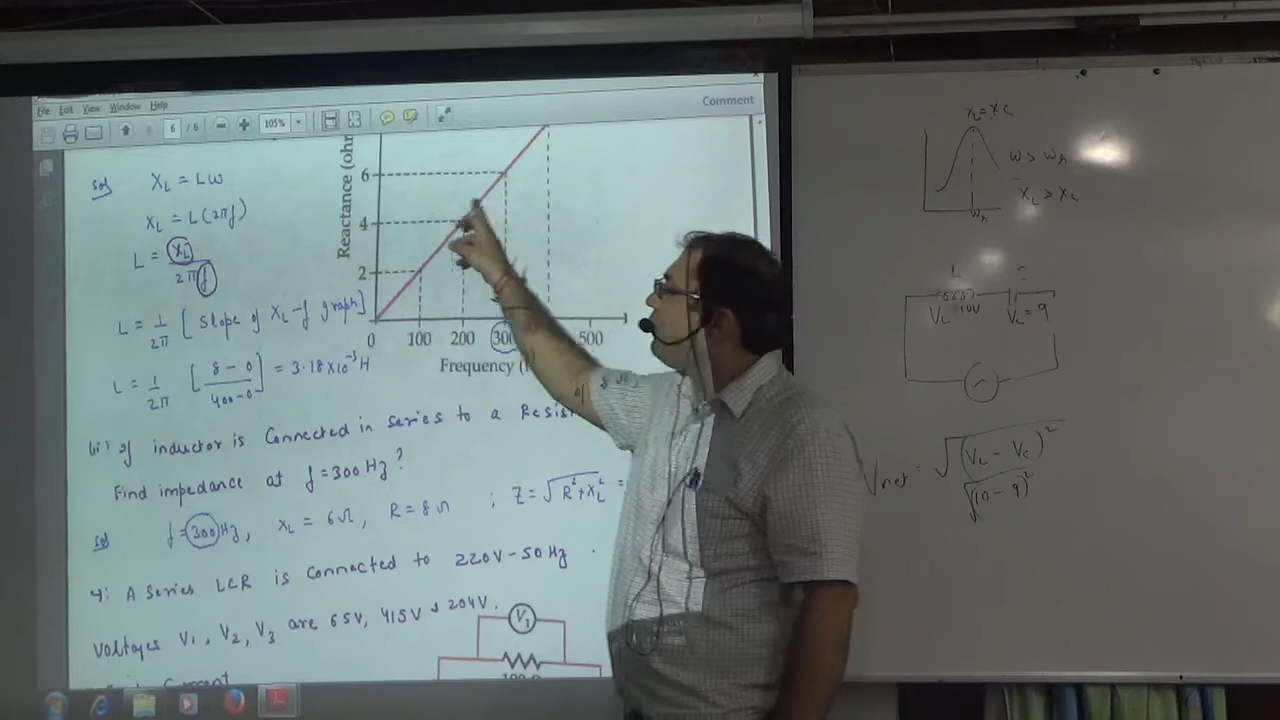 File Edit View Window Help
Comment
6 / 6
105%
Sol X_L = Lω
X_L = L(2πf)
L = X_L / 2πf
L = 1/2π [Slope of X_L-f graph]
L = 1/2π [8-0 / 400-0] = 3.18×10⁻³ H
Reactance (ohm
6
4
2
0 100 200 300 500
Frequency (
(ii) If inductor is Connected in series to a Resis
Find impedance at f = 300 Hz?
Sol f = 300 Hz, X_L = 6Ω, R = 8Ω ; Z = √R²+X_L² =
4: A Series LCR is Connected to 220V-50Hz.
Voltages V1, V2, V3 are 65V, 415V & 204V.
Current
V1
100 Ω
X_L = X_C
ω > ω_r
X_L > X_C
ω_r
L C
V_L 10V V_C = 9
V_net = √(V_L - V_C)²
√(10-9)²